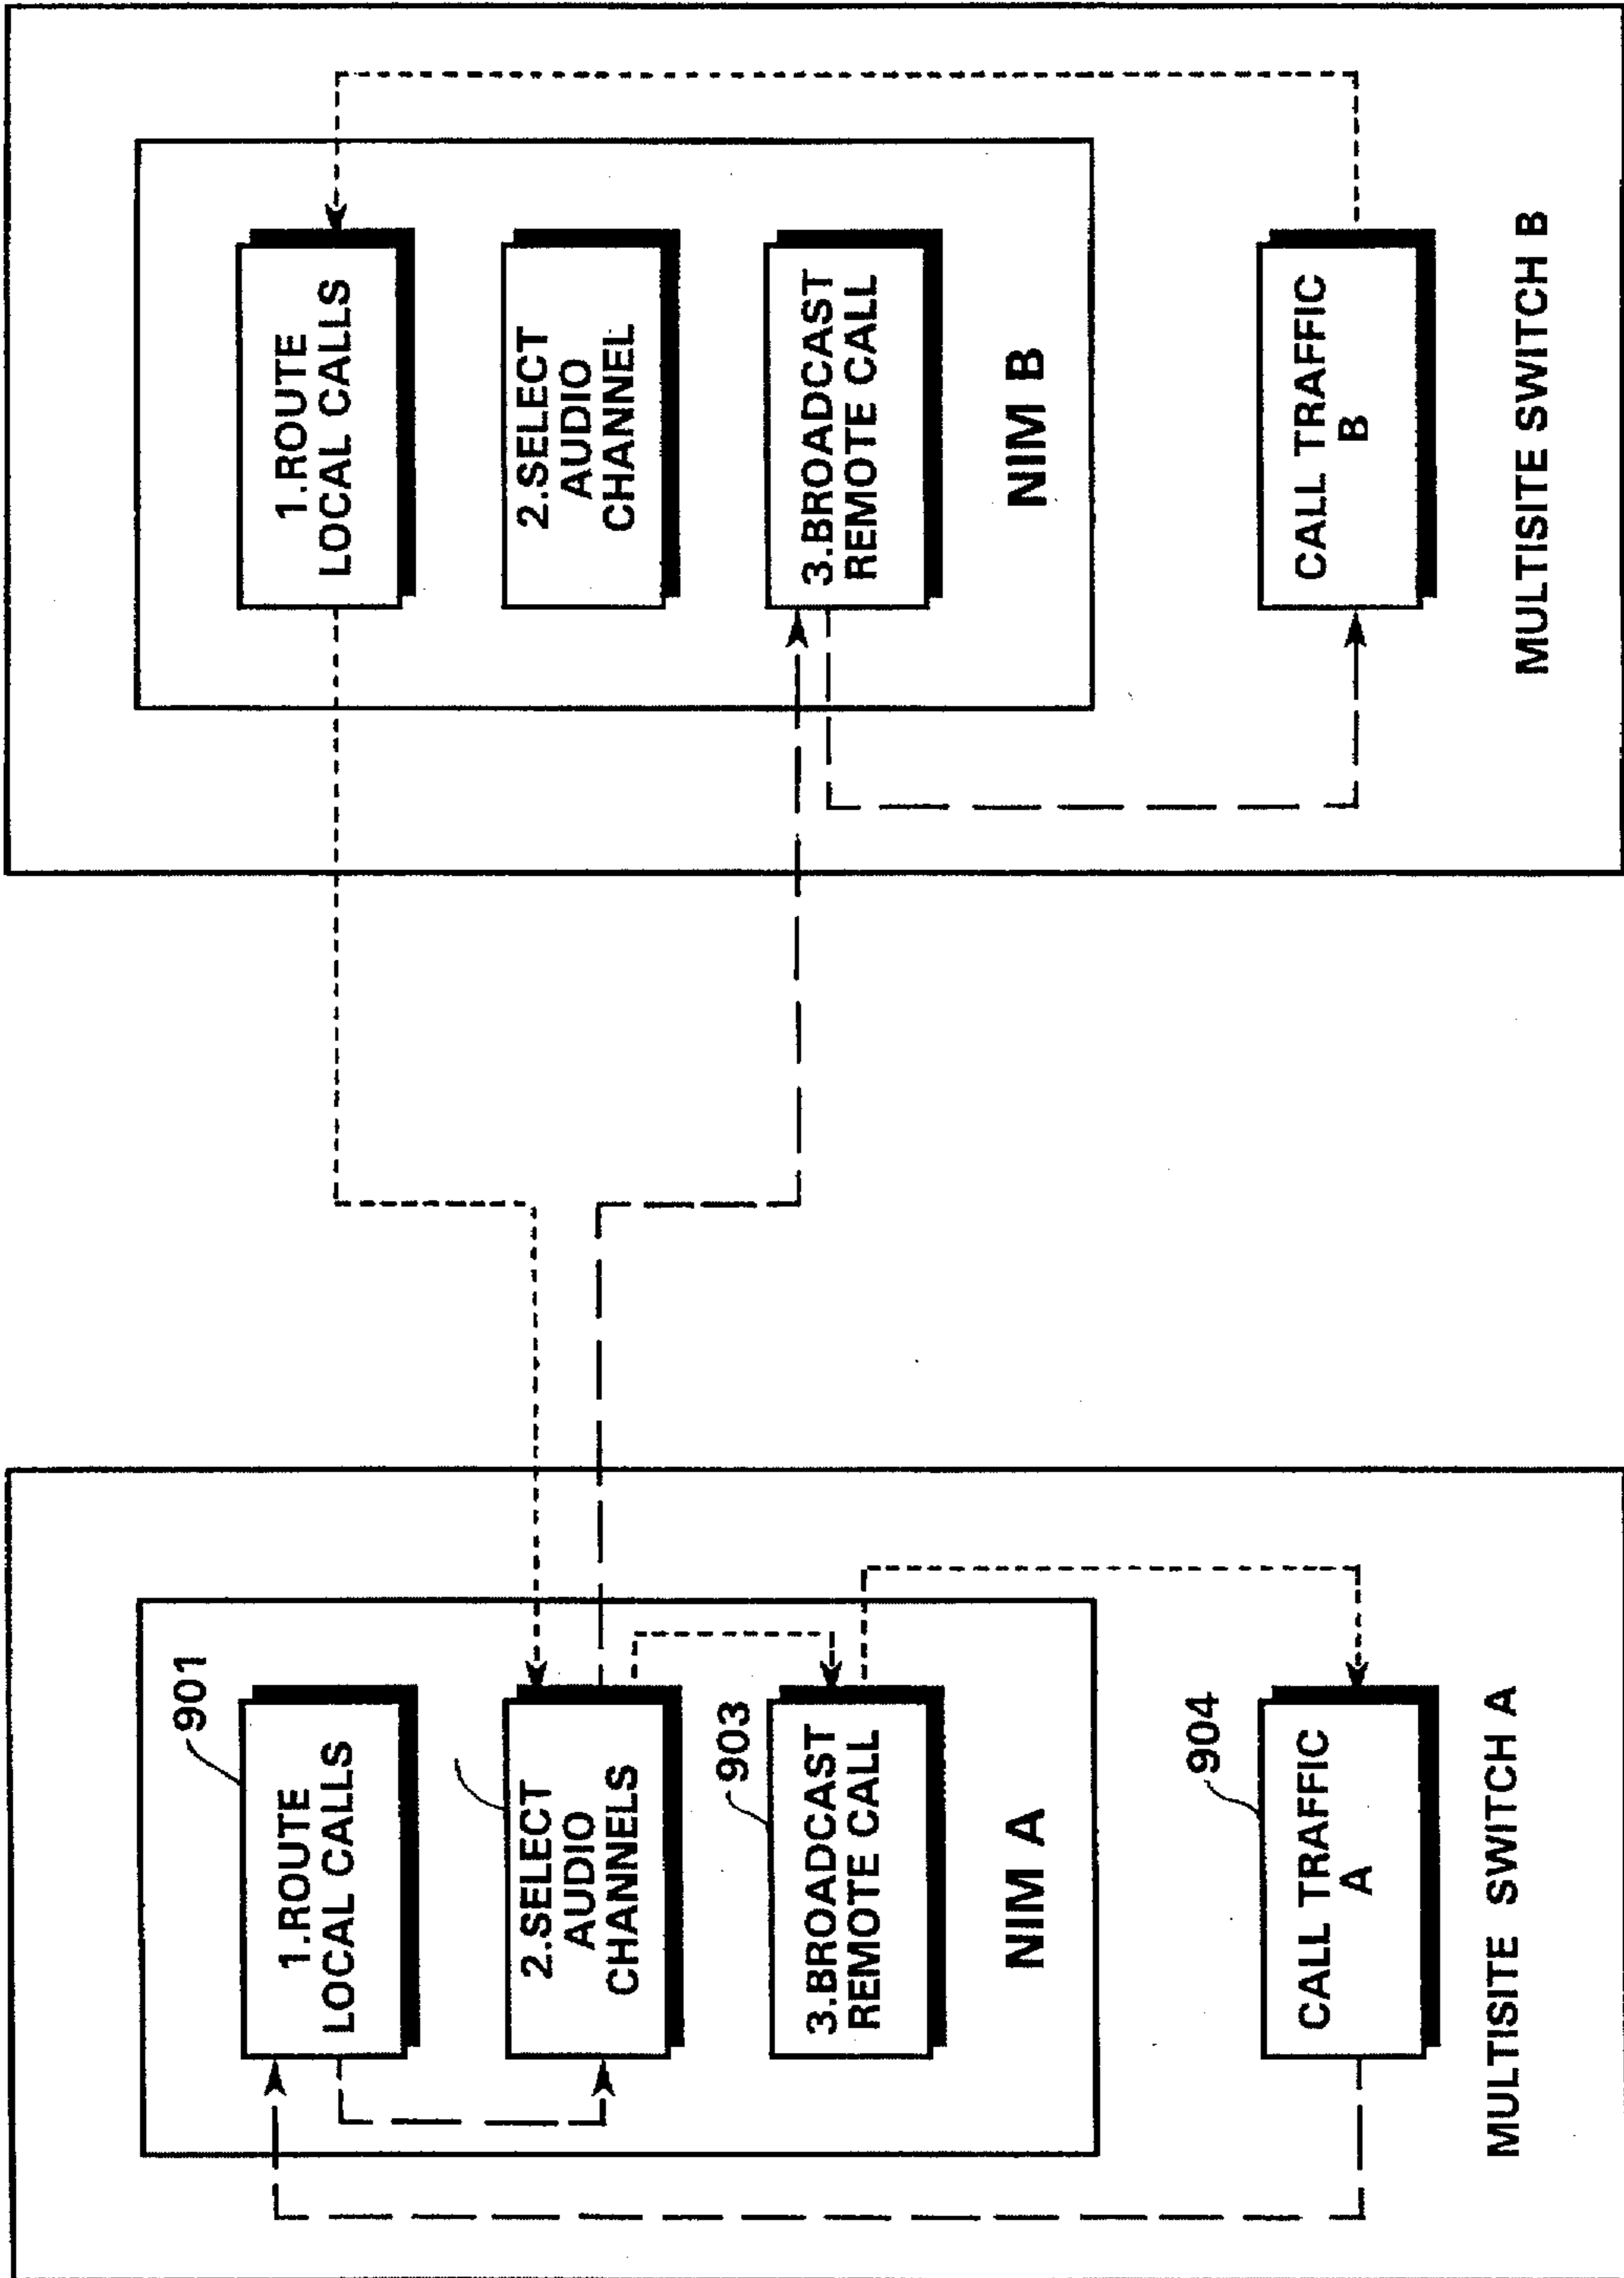 901
1.ROUTE
LOCAL CALLS
2.SELECT
AUDIO
CHANNELS
903
3.BROADCAST
REMOTE CALL
NIM A
904
CALL TRAFFIC
A
MULTISITE SWITCH A
1.ROUTE
LOCAL CALLS
2.SELECT
AUDIO
CHANNEL
3.BROADCAST
REMOTE CALL
NIM B
CALL TRAFFIC
B
MULTISITE SWITCH B